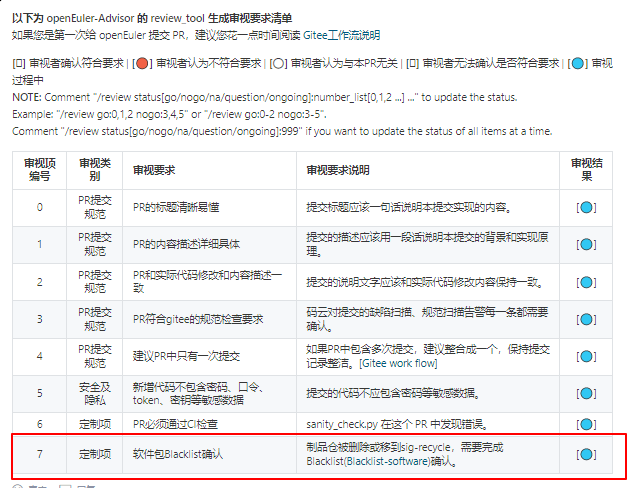 以下为 openEuler-Advisor 的 review_tool 生成审视要求清单
如果您是第一次给 openEuler 提交 PR，建议您花一点时间阅读 Gitee工作流说明
[▯] 审视者确认符合要求 | [🔴] 审视者认为不符合要求 | [⚪] 审视者认为与本PR无关 | [▯] 审视者无法确认是否符合要求 | [🔵] 审视
过程中
NOTE: Comment "/review status[go/nogo/na/question/ongoing]:number_list[0,1,2 ...] ..." to update the status.
Example: "/review go:0,1,2 nogo:3,4,5" or "/review go:0-2 nogo:3-5".
Comment "/review status[go/nogo/na/question/ongoing]:999" if you want to update the status of all items at a time.
审视项编号 审视类别 审视要求 审视要求说明 审视结果
0 PR提交规范 PR的标题清晰易懂 提交标题应该一句话说明本提交实现的内容。 [🔵]
1 PR提交规范 PR的内容描述详细具体 提交的描述应该用一段话说明本提交的背景和实现原理。 [🔵]
2 PR提交规范 PR和实际代码修改和内容描述一致 提交的说明文字应该和实际代码修改内容保持一致。 [🔵]
3 PR提交规范 PR符合gitee的规范检查要求 码云对提交的缺陷扫描、规范扫描告警每一条都需要确认。 [🔵]
4 PR提交规范 建议PR中只有一次提交 如果PR中包含多次提交，建议整合成一个，保持提交记录整洁。[Gitee work flow] [🔵]
5 安全及隐私 新增代码不包含密码、口令、token、密钥等敏感数据 提交的代码不应包含密码等敏感数据。 [🔵]
6 定制项 PR必须通过CI检查 sanity_check.py 在这个 PR 中发现错误。 [🔵]
7 定制项 软件包Blacklist确认 制品仓被删除或移到sig-recycle，需要完成Blacklist(Blacklist-software)确认。 [🔵]